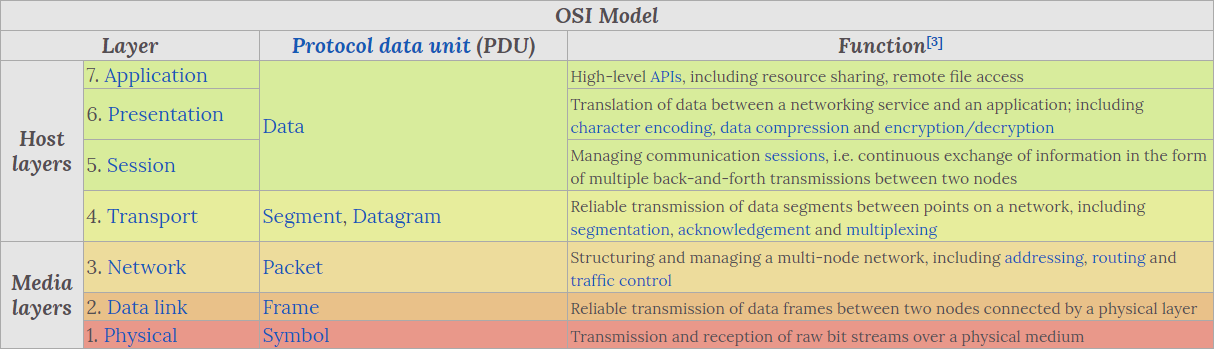 OSI Model
Layer Protocol data unit (PDU) Function[3]
Host
layers
7. Application
High-level APIs, including resource sharing, remote file access
6. Presentation
Data
Translation of data between a networking service and an application; including
character encoding, data compression and encryption/decryption
5. Session
Managing communication sessions, i.e. continuous exchange of information in the form
of multiple back-and-forth transmissions between two nodes
4. Transport
Segment, Datagram
Reliable transmission of data segments between points on a network, including
segmentation, acknowledgement and multiplexing
Media
layers
3. Network
Packet
Structuring and managing a multi-node network, including addressing, routing and
traffic control
2. Data link
Frame
Reliable transmission of data frames between two nodes connected by a physical layer
1. Physical
Symbol
Transmission and reception of raw bit streams over a physical medium